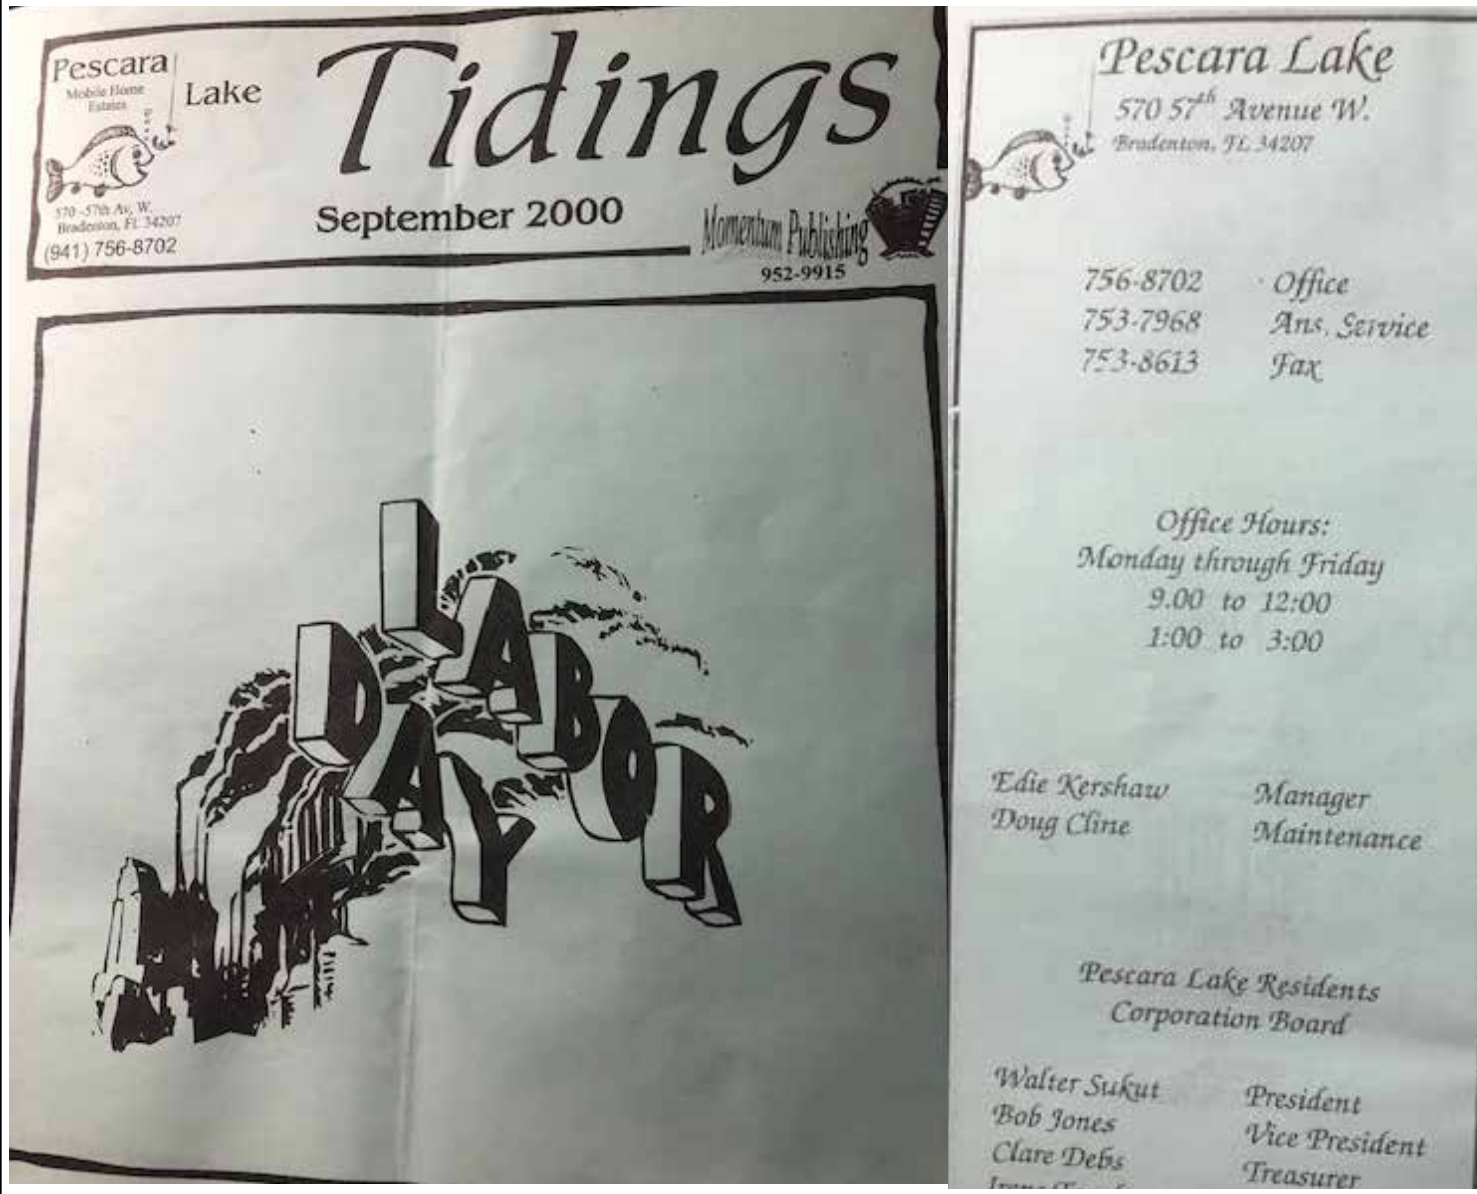 Pescara
Mobile Home
Estates
Lake
Tidings
570 -57th Av, W.
Bradenton, FL 34207
(941) 756-8702
September 2000
Momentum Publishing
952-9915
LABOR
DAY
Pescara Lake
570 57th Avenue W.
Bradenton, FL 34207
756-8702 Office
753-7968 Ans. Service
753-8613 Fax
Office Hours:
Monday through Friday
9.00 to 12:00
1:00 to 3:00
Edie Kershaw Manager
Doug Cline Maintenance
Pescara Lake Residents
Corporation Board
Walter Sukut President
Bob Jones Vice President
Clare Debs Treasurer